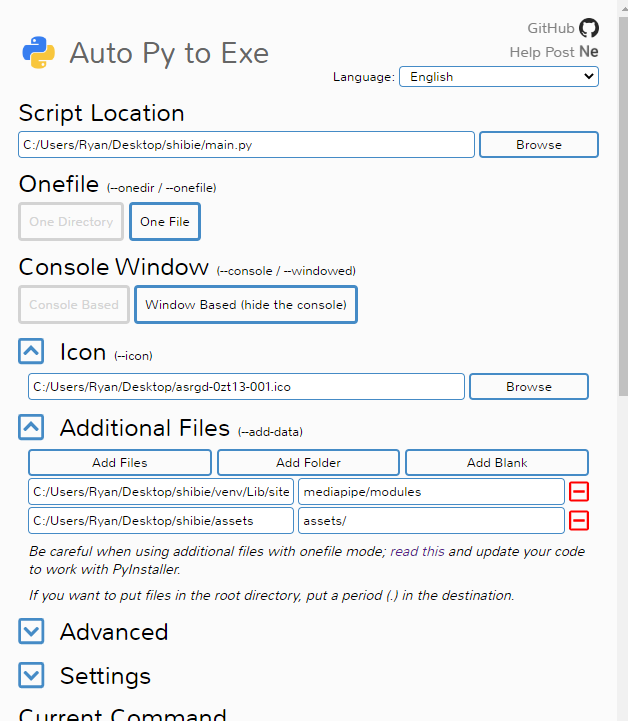 GitHub
Auto Py to Exe
Help Post Ne
Language: English
Script Location
C:/Users/Ryan/Desktop/shibie/main.py Browse
Onefile (--onedir / --onefile)
One Directory One File
Console Window (--console / --windowed)
Console Based Window Based (hide the console)
Icon (--icon)
C:/Users/Ryan/Desktop/asrgd-0zt13-001.ico Browse
Additional Files (--add-data)
Add Files Add Folder Add Blank
C:/Users/Ryan/Desktop/shibie/venv/Lib/site mediapipe/modules
C:/Users/Ryan/Desktop/shibie/assets assets/
Be careful when using additional files with onefile mode; read this and update your code
to work with PyInstaller.
If you want to put files in the root directory, put a period (.) in the destination.
Advanced
Settings
Current Command